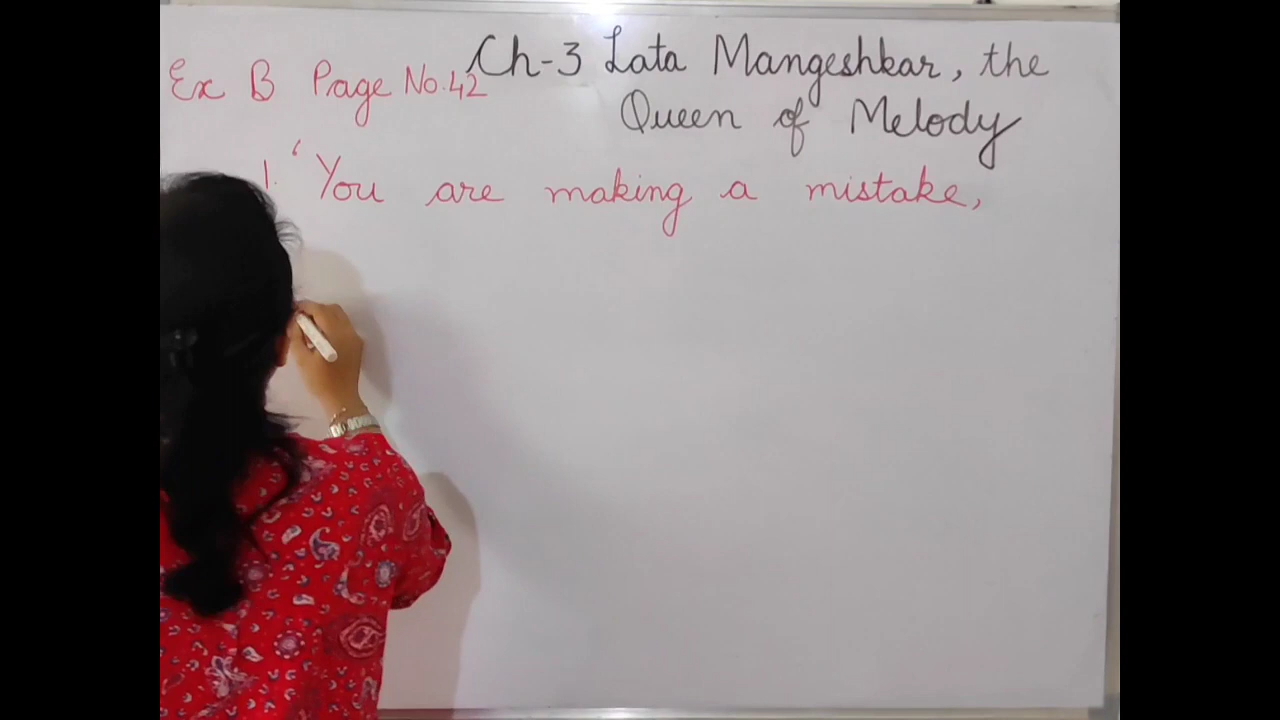 Ch-3 Lata Mangeshkar, the
Queen of Melody
Ex B Page No.42
1. 'You are making a mistake,